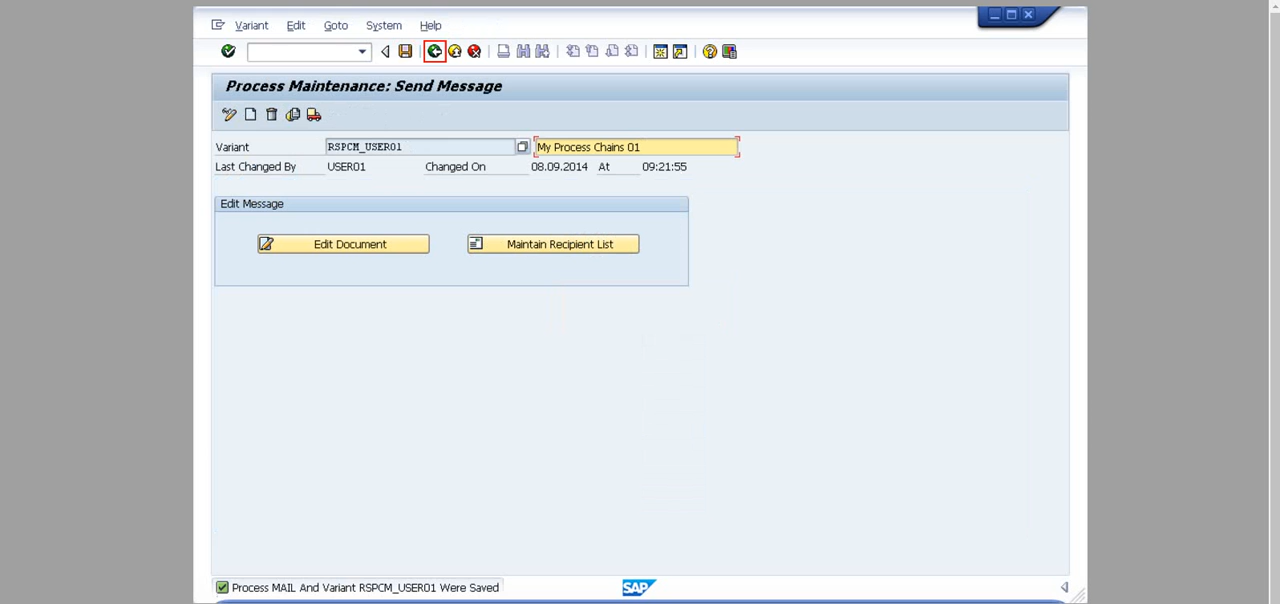 Variant Edit Goto System Help
Process Maintenance: Send Message
Variant RSPCM_USER01 My Process Chains 01
Last Changed By USER01 Changed On 08.09.2014 At 09:21:55
Edit Message
Edit Document Maintain Recipient List
Process MAIL And Variant RSPCM_USER01 Were Saved SAP